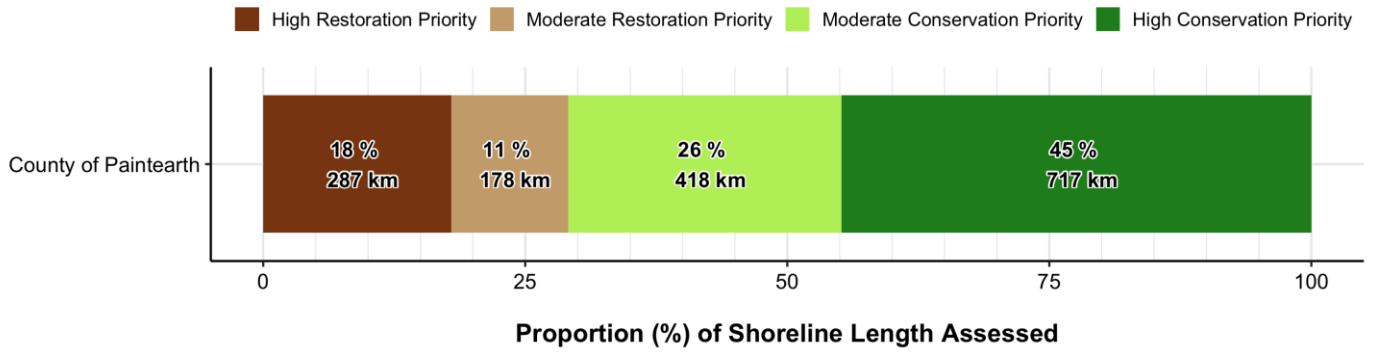 High Restoration Priority Moderate Restoration Priority Moderate Conservation Priority High Conservation Priority
18 % 11 % 26 % 45 %
County of Paintearth
287 km 178 km 418 km 717 km
0 25 50 75 100
Proportion (%) of Shoreline Length Assessed